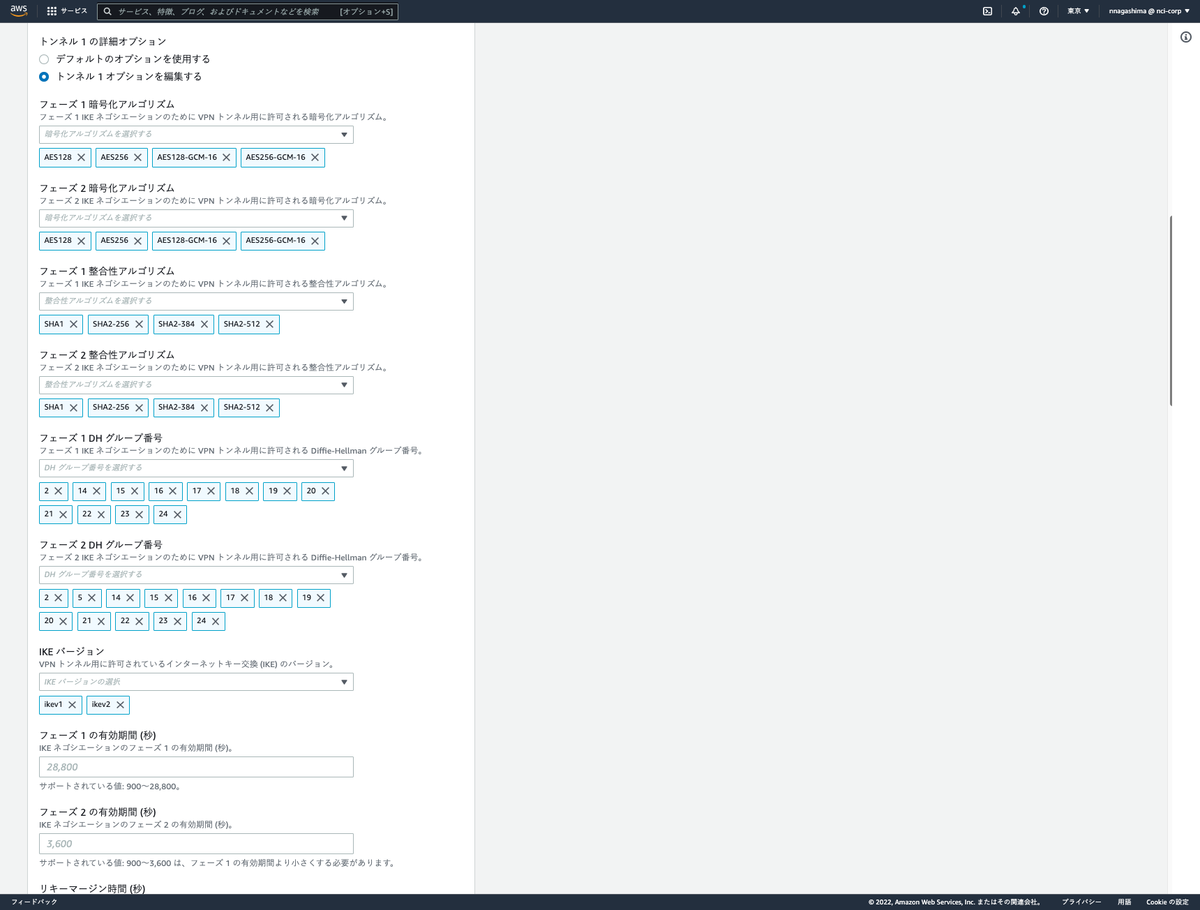 aws サービス サービス、特徴、ブログ、およびドキュメントなどを検索 [オプション+S] 東京 ▼ nnagashima @ nci-corp ▼
トンネル 1 の詳細オプション
デフォルトのオプションを使用する
トンネル 1 オプションを編集する
フェーズ 1 暗号化アルゴリズム
フェーズ 1 IKE ネゴシエーションのために VPN トンネル用に許可される暗号化アルゴリズム。
暗号化アルゴリズムを選択する
AES128 AES256 AES128-GCM-16 AES256-GCM-16
フェーズ 2 暗号化アルゴリズム
フェーズ 2 IKE ネゴシエーションのために VPN トンネル用に許可される暗号化アルゴリズム。
暗号化アルゴリズムを選択する
AES128 AES256 AES128-GCM-16 AES256-GCM-16
フェーズ 1 整合性アルゴリズム
フェーズ 1 IKE ネゴシエーションのために VPN トンネル用に許可される整合性アルゴリズム。
整合性アルゴリズムを選択する
SHA1 SHA2-256 SHA2-384 SHA2-512
フェーズ 2 整合性アルゴリズム
フェーズ 2 IKE ネゴシエーションのために VPN トンネル用に許可される整合性アルゴリズム。
整合性アルゴリズムを選択する
SHA1 SHA2-256 SHA2-384 SHA2-512
フェーズ 1 DH グループ番号
フェーズ 1 IKE ネゴシエーションのために VPN トンネル用に許可される Diffie-Hellman グループ番号。
DH グループ番号を選択する
2 14 15 16 17 18 19 20
21 22 23 24
フェーズ 2 DH グループ番号
フェーズ 2 IKE ネゴシエーションのために VPN トンネル用に許可される Diffie-Hellman グループ番号。
DH グループ番号を選択する
2 5 14 15 16 17 18 19
20 21 22 23 24
IKE バージョン
VPN トンネル用に許可されているインターネットキー交換 (IKE) のバージョン。
IKE バージョンの選択
ikev1 ikev2
フェーズ 1 の有効期間 (秒)
IKE ネゴシエーションのフェーズ 1 の有効期間 (秒)。
28,800
サポートされている値: 900〜28,800。
フェーズ 2 の有効期間 (秒)
IKE ネゴシエーションのフェーズ 2 の有効期間 (秒)。
3,600
サポートされている値: 900〜3,600 は、フェーズ 1 の有効期間より小さくする必要があります。
リキーマージン時間 (秒)
フィードバック © 2022, Amazon Web Services, Inc. またはその関連会社。 プライバシー 用語 Cookie の設定